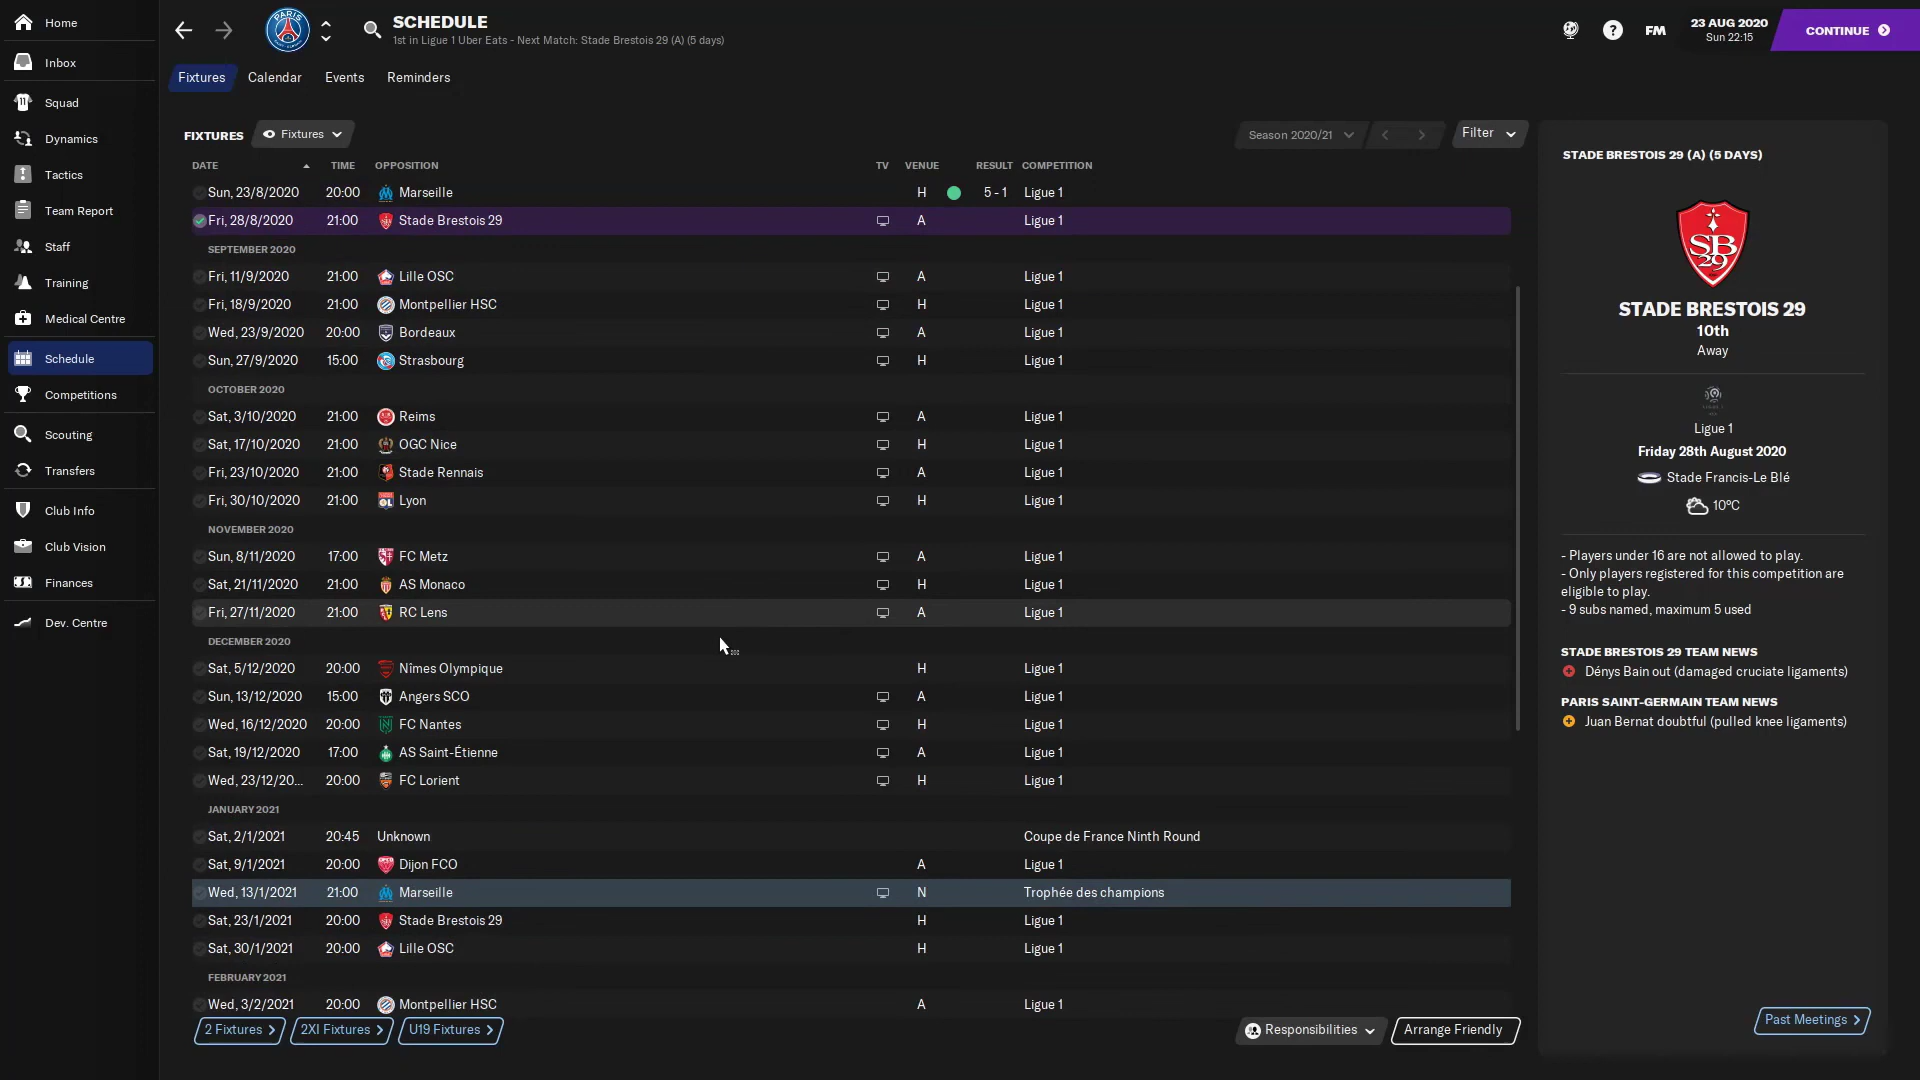 Home
Inbox
Squad
Dynamics
Tactics
Team Report
Staff
Training
Medical Centre
Schedule
Competitions
Scouting
Transfers
Club Info
Club Vision
Finances
Dev. Centre
PARIS
SCHEDULE
1st in Ligue 1 Uber Eats - Next Match: Stade Brestois 29 (A) (5 days)
FM
23 AUG 2020
Sun 22:15
CONTINUE
Fixtures Calendar Events Reminders
FIXTURES Fixtures Season 2020/21 Filter
DATE TIME OPPOSITION TV VENUE RESULT COMPETITION
Sun, 23/8/2020 20:00 Marseille H 5 - 1 Ligue 1
Fri, 28/8/2020 21:00 Stade Brestois 29 A Ligue 1
SEPTEMBER 2020
Fri, 11/9/2020 21:00 Lille OSC A Ligue 1
Fri, 18/9/2020 21:00 Montpellier HSC H Ligue 1
Wed, 23/9/2020 20:00 Bordeaux A Ligue 1
Sun, 27/9/2020 15:00 Strasbourg H Ligue 1
OCTOBER 2020
Sat, 3/10/2020 21:00 Reims A Ligue 1
Sat, 17/10/2020 21:00 OGC Nice H Ligue 1
Fri, 23/10/2020 21:00 Stade Rennais A Ligue 1
Fri, 30/10/2020 21:00 Lyon H Ligue 1
NOVEMBER 2020
Sun, 8/11/2020 17:00 FC Metz A Ligue 1
Sat, 21/11/2020 21:00 AS Monaco H Ligue 1
Fri, 27/11/2020 21:00 RC Lens A Ligue 1
DECEMBER 2020
Sat, 5/12/2020 20:00 Nîmes Olympique H Ligue 1
Sun, 13/12/2020 15:00 Angers SCO A Ligue 1
Wed, 16/12/2020 20:00 FC Nantes H Ligue 1
Sat, 19/12/2020 17:00 AS Saint-Étienne A Ligue 1
Wed, 23/12/20... 20:00 FC Lorient H Ligue 1
JANUARY 2021
Sat, 2/1/2021 20:45 Unknown Coupe de France Ninth Round
Sat, 9/1/2021 20:00 Dijon FCO A Ligue 1
Wed, 13/1/2021 21:00 Marseille N Trophée des champions
Sat, 23/1/2021 20:00 Stade Brestois 29 H Ligue 1
Sat, 30/1/2021 20:00 Lille OSC H Ligue 1
FEBRUARY 2021
Wed, 3/2/2021 20:00 Montpellier HSC A Ligue 1
2 Fixtures 2XI Fixtures U19 Fixtures Responsibilities Arrange Friendly
STADE BRESTOIS 29 (A) (5 DAYS)
SB
29
STADE BRESTOIS 29
10th
Away
Ligue 1
Friday 28th August 2020
Stade Francis-Le Blé
10ºC
- Players under 16 are not allowed to play.
- Only players registered for this competition are
eligible to play.
- 9 subs named, maximum 5 used
STADE BRESTOIS 29 TEAM NEWS
Dénys Bain out (damaged cruciate ligaments)
PARIS SAINT-GERMAIN TEAM NEWS
Juan Bernat doubtful (pulled knee ligaments)
Past Meetings